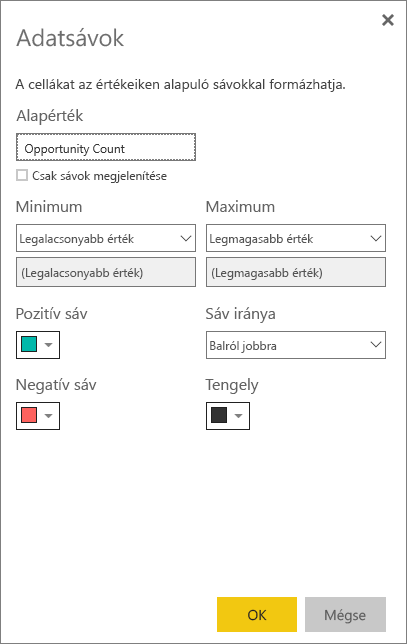 Adatsávok
A cellákat az értékeiken alapuló sávokkal formázhatja.
Alapérték
Opportunity Count
Csak sávok megjelenítése
Minimum
Maximum
Legalacsonyabb érték
Legmagasabb érték
(Legalacsonyabb érték)
(Legmagasabb érték)
Pozitív sáv
Sáv iránya
Balról jobbra
Negatív sáv
Tengely
OK
Mégse